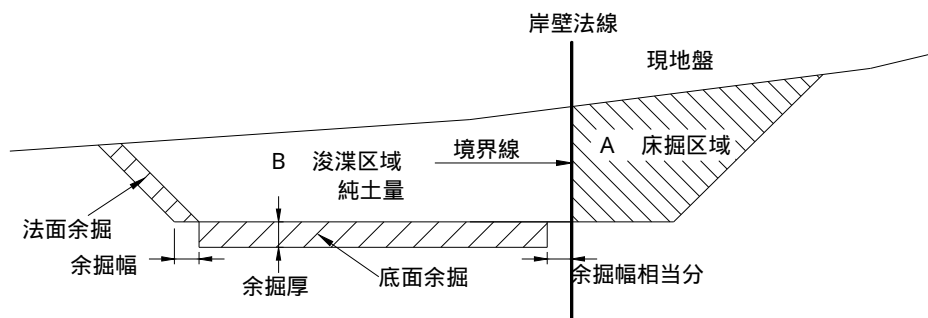 岸壁法線
現地盤
B 浚渫区域
純土量
境界線
A 床掘区域
法面余掘
余掘幅
余掘厚
底面余掘
余掘幅相当分